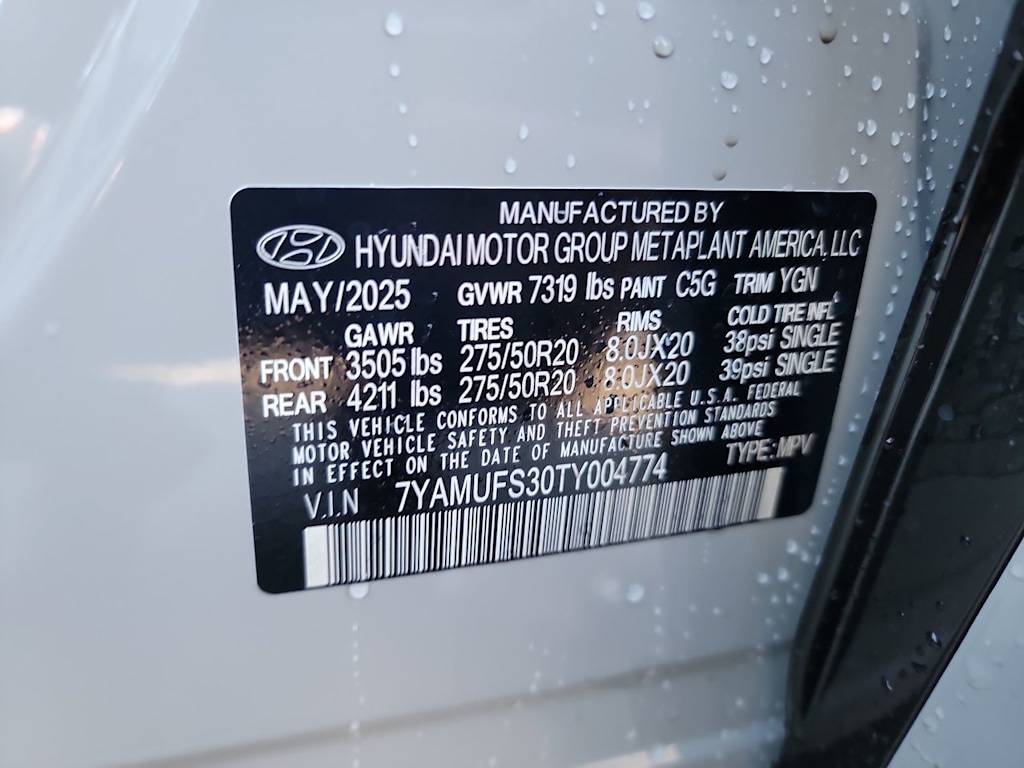 MANUFACTURED BY
HYUNDAI MOTOR GROUP METAPLANT AMERICA, LLC
MAY/2025 GVWR 7319 lbs PAINT C5G TRIM YGN
GAWR TIRES RIMS COLD TIRE INFL
FRONT 3505 lbs 275/50R20 8.0JX20 38psi SINGLE
REAR 4211 lbs 275/50R20 8.0JX20 39psi SINGLE
THIS VEHICLE CONFORMS TO ALL APPLICABLE U.S.A. FEDERAL
MOTOR VEHICLE SAFETY AND THEFT PREVENTION STANDARDS
IN EFFECT ON THE DATE OF MANUFACTURE SHOWN ABOVE
V.I.N 7YAMUFS30TY004774 TYPE: MPV